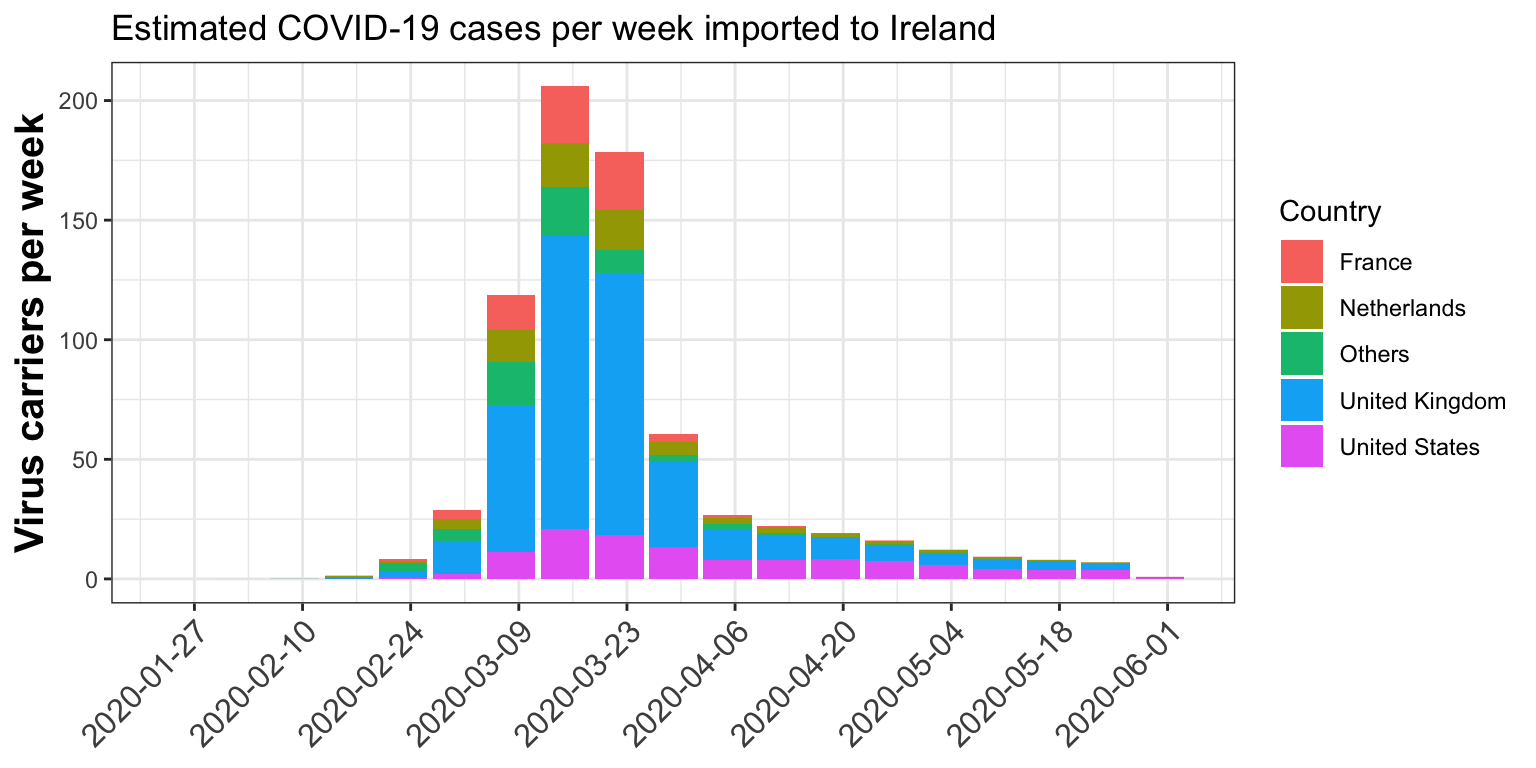 Estimated COVID-19 cases per week imported to Ireland
Virus carriers per week
200
150
100
50
0
2020-01-27
2020-02-10
2020-02-24
2020-03-09
2020-03-23
2020-04-06
2020-04-20
2020-05-04
2020-05-18
2020-06-01
Country
France
Netherlands
Others
United Kingdom
United States